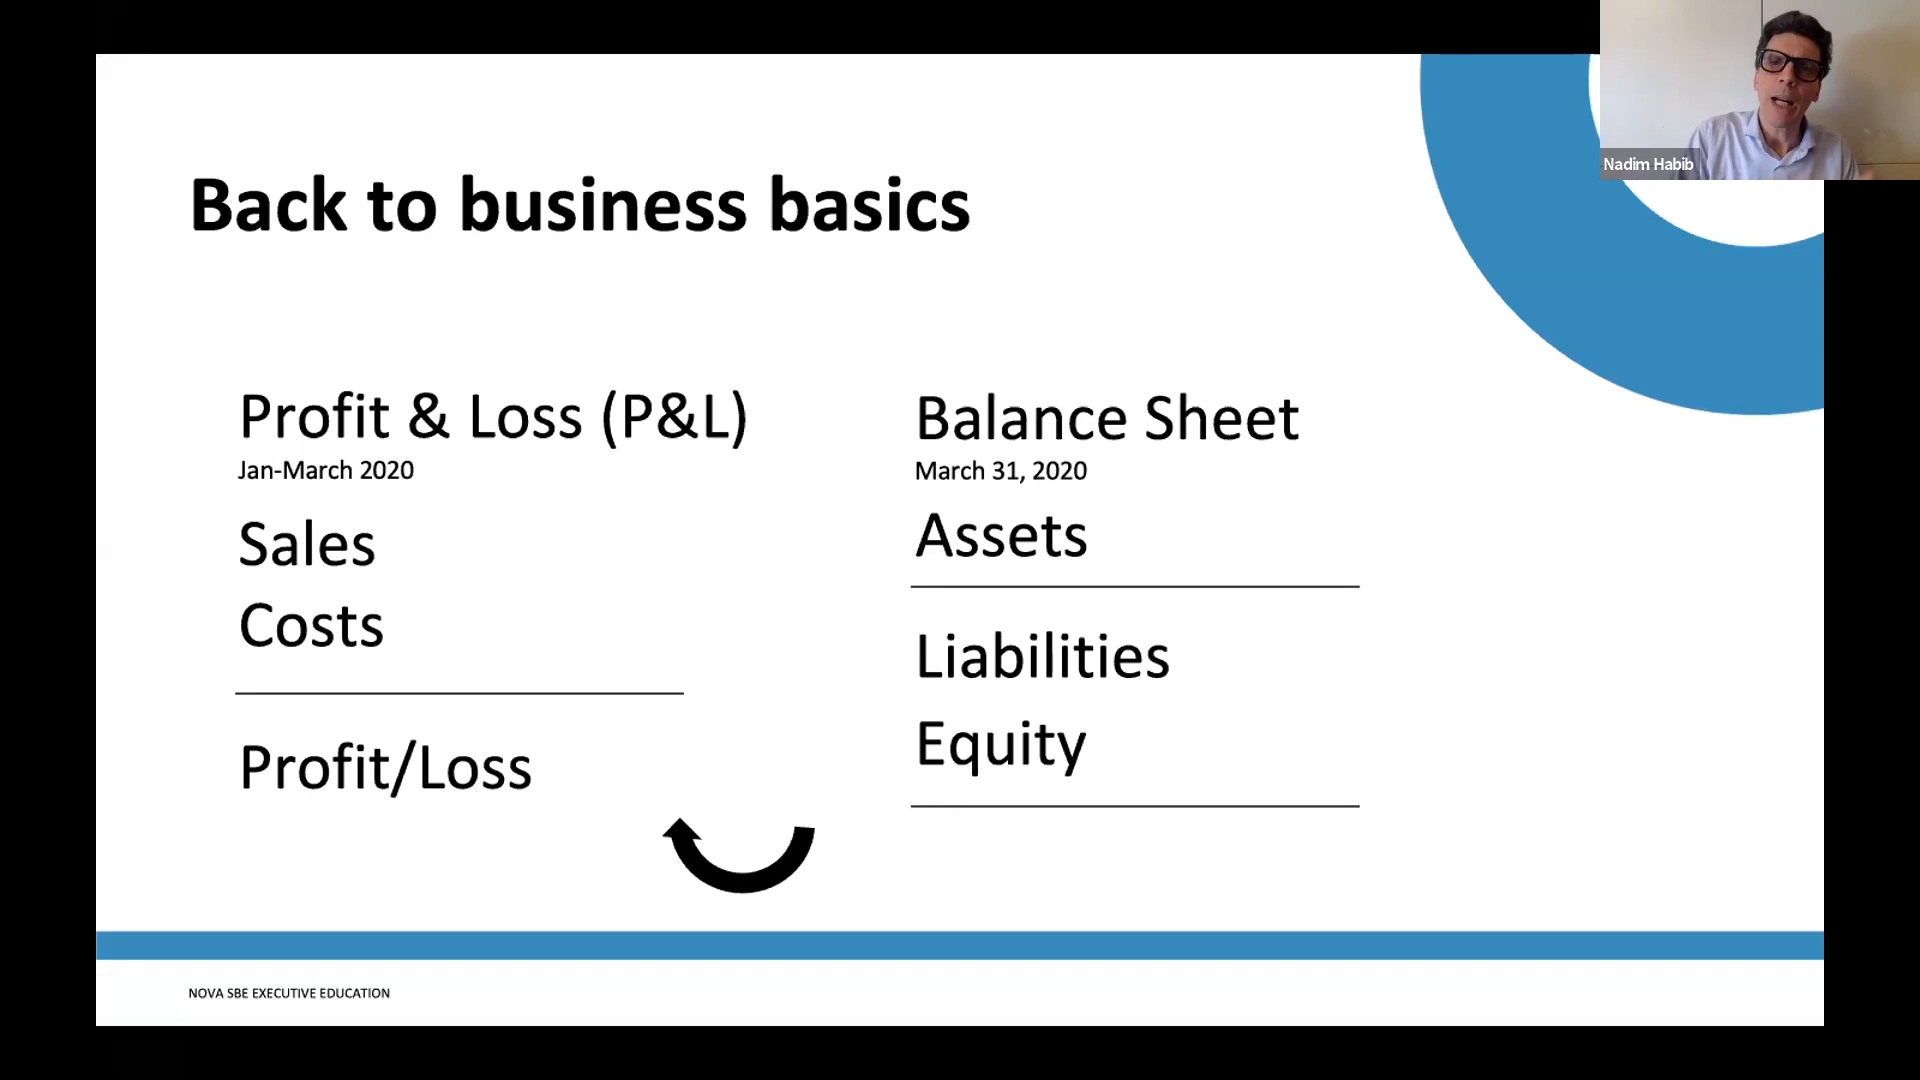 Nadim Habib
Back to business basics
Profit & Loss (P&L)
Jan-March 2020
Sales
Costs
Profit/Loss
Balance Sheet
March 31, 2020
Assets
Liabilities
Equity
NOVA SBE EXECUTIVE EDUCATION